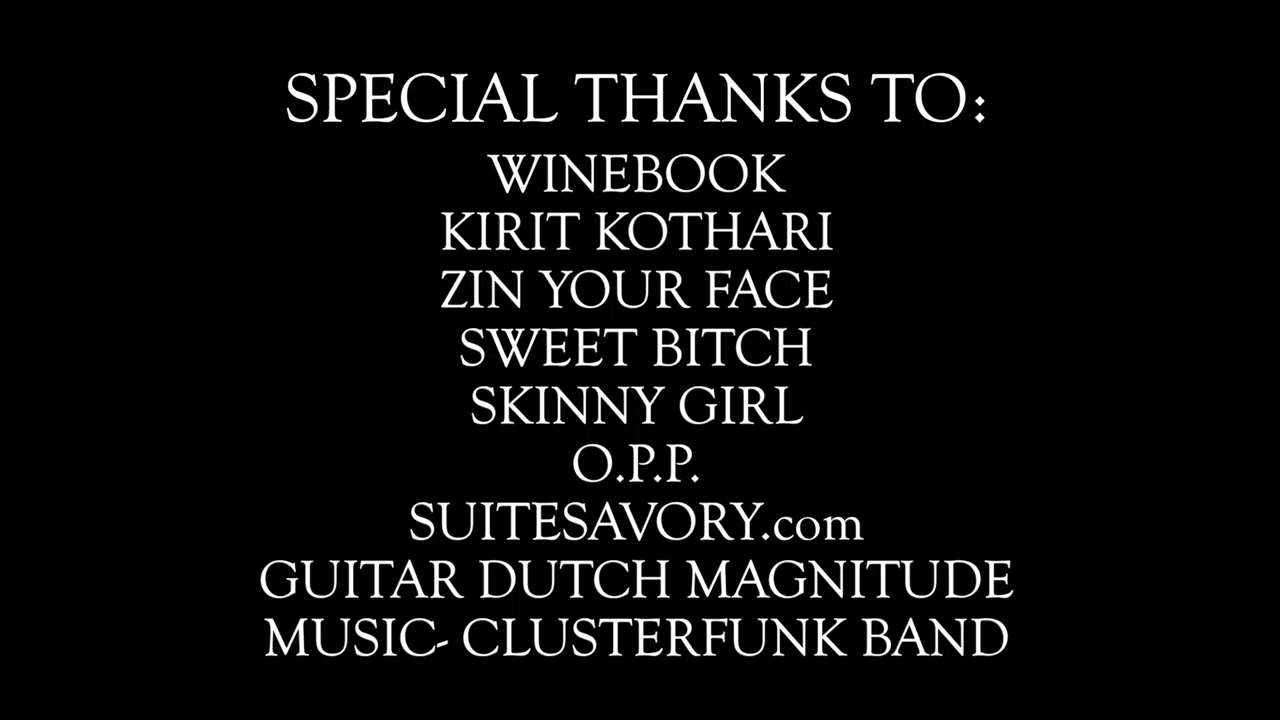 SPECIAL THANKS TO:
WINEBOOK
KIRIT KOTHARI
ZIN YOUR FACE
SWEET BITCH
SKINNY GIRL
O.P.P.
SUITESAVORY.com
GUITAR DUTCH MAGNITUDE
MUSIC- CLUSTERFUNK BAND